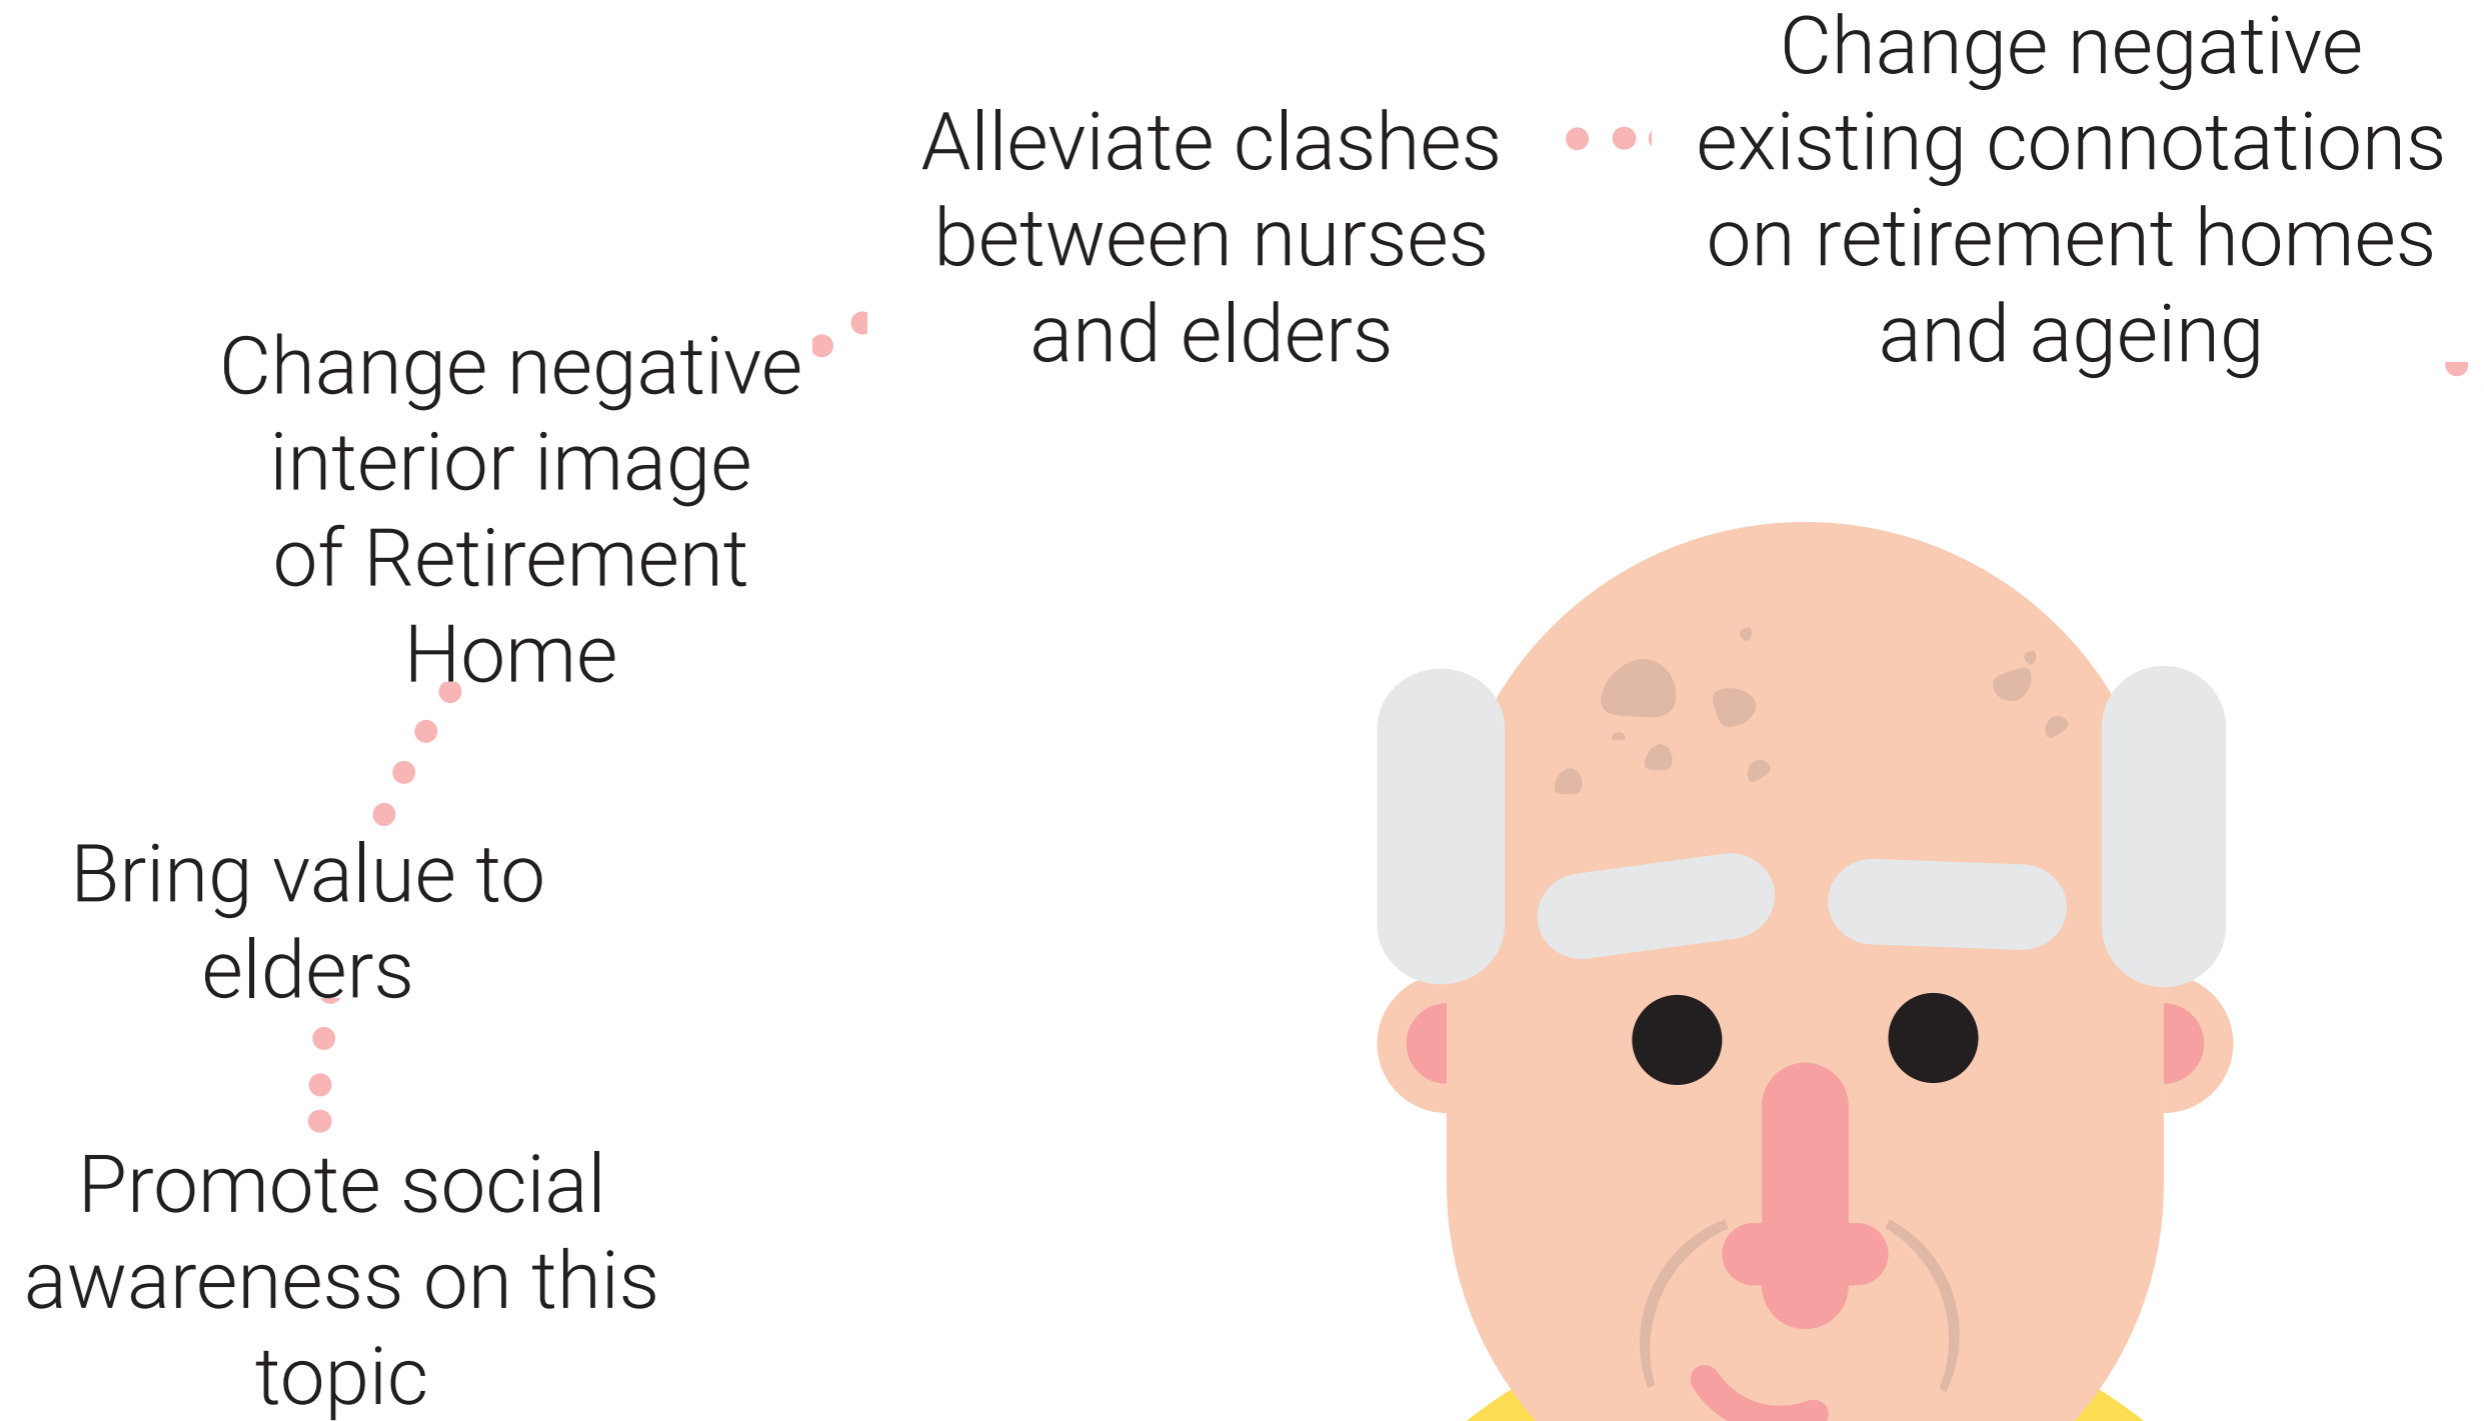 Change negative
existing connotations
on retirement homes
and ageing
Alleviate clashes
between nurses
and elders
Change negative
interior image
of Retirement
Home
Bring value to
elders
Promote social
awareness on this
topic